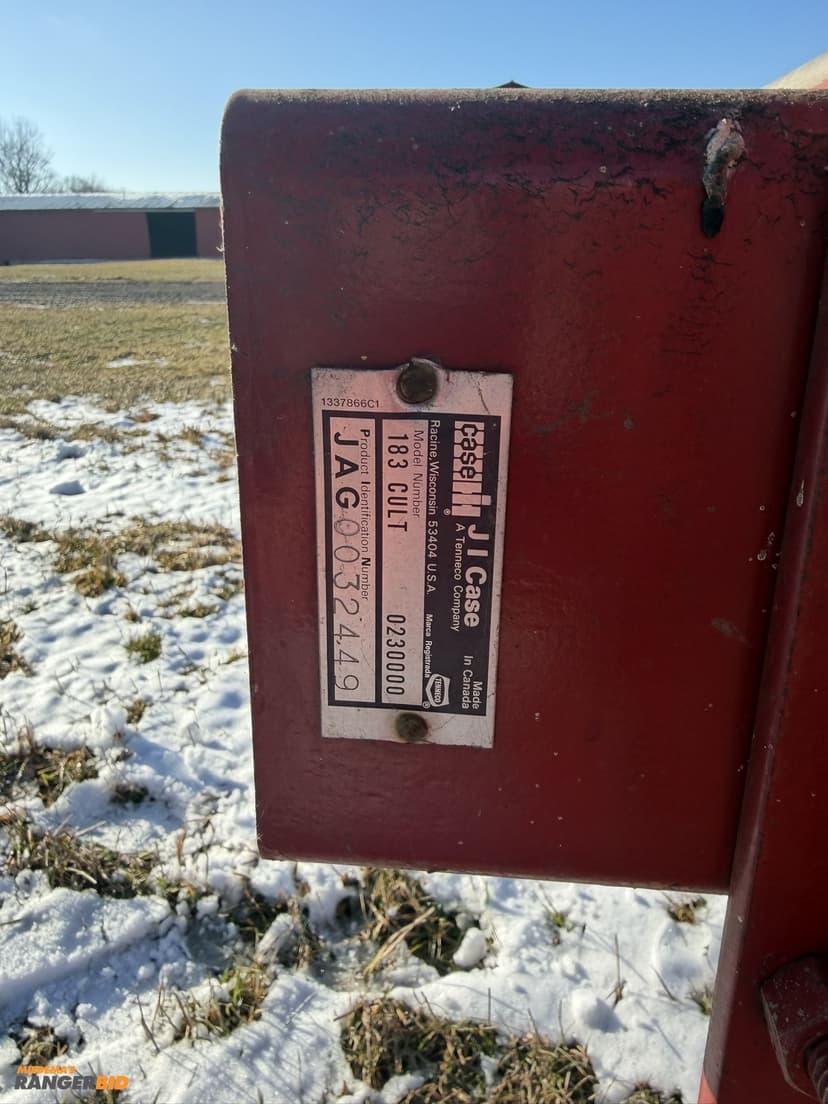 1337866C1
case IH J I Case
® A Tenneco Company
Made
In Canada
Racine, Wisconsin 53404 U.S.A.
Marca Registrada
TENNECO ®
Model Number
183 CULT 0230000
Product Identification Number
JAG0032449
RANGERBID